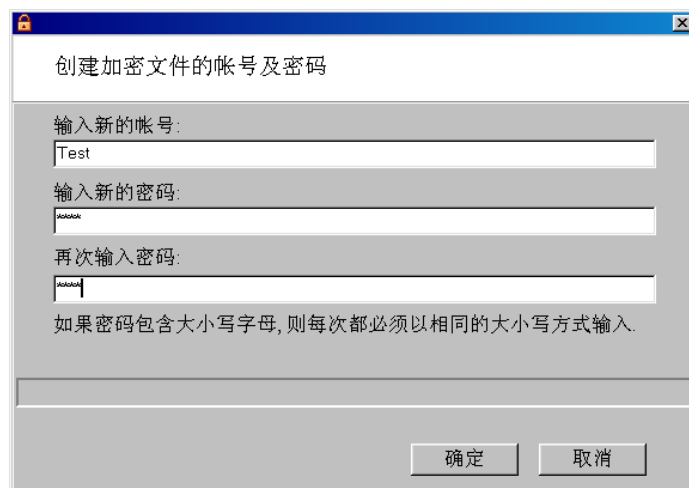 创建加密文件的帐号及密码
输入新的帐号:
Test
输入新的密码:
****
再次输入密码:
****
如果密码包含大小写字母,则每次都必须以相同的大小写方式输入.
确定
取消